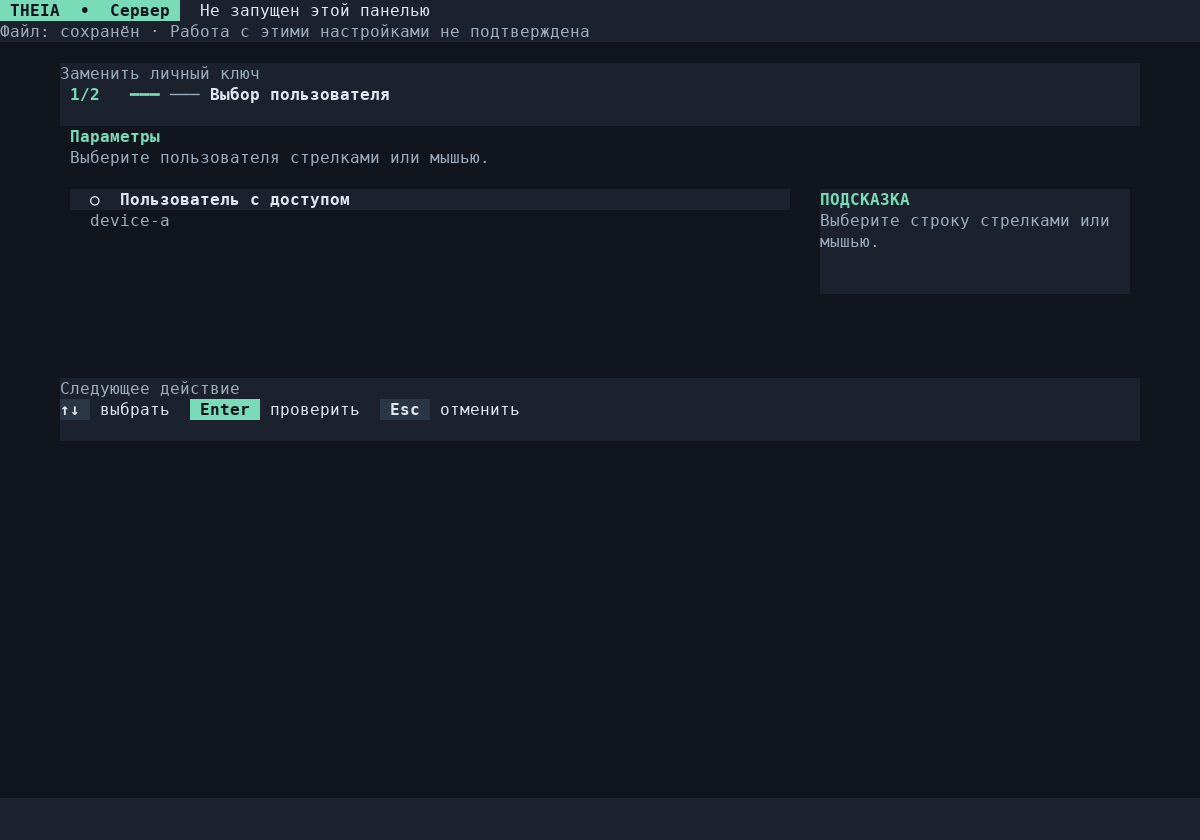 THEIA • Сервер Не запущен этой панелью
Файл: сохранён · Работа с этими настройками не подтверждена
Заменить личный ключ
1/2 ━━━ ─── Выбор пользователя
Параметры
Выберите пользователя стрелками или мышью.
○ Пользователь с доступом
device-a
ПОДСКАЗКА
Выберите строку стрелками или
мышью.
Следующее действие
↑↓ выбрать Enter проверить Esc отменить